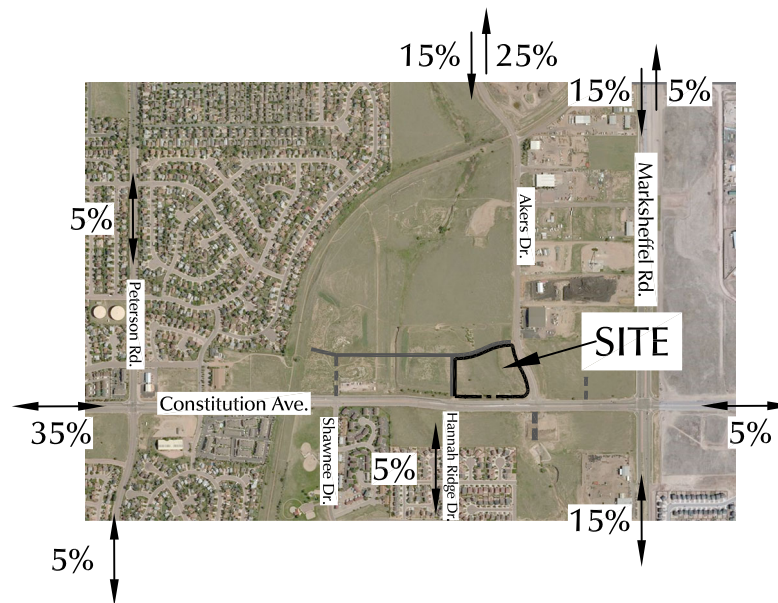 15% 25%
15% 5%
5%
Akers Dr.
Marksheffel Rd.
Peterson Rd.
SITE
Constitution Ave.
35%
5%
Shawnee Dr.
5%
Hannah Ridge Dr.
15%
5%